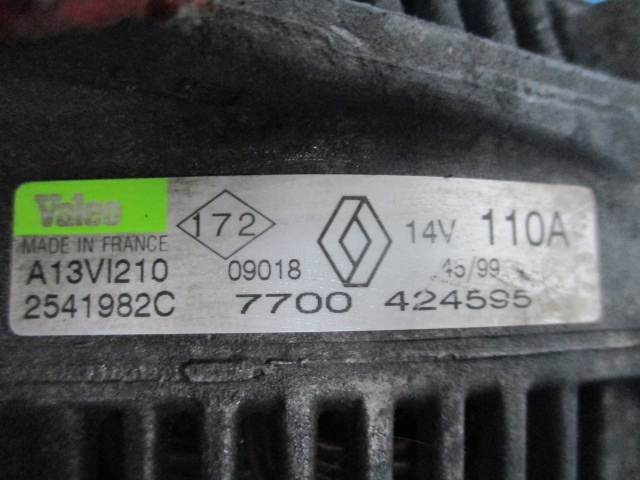 Valeo
MADE IN FRANCE
172
14V 110A
A13VI210 09018 45/99
2541982C 7700 424595